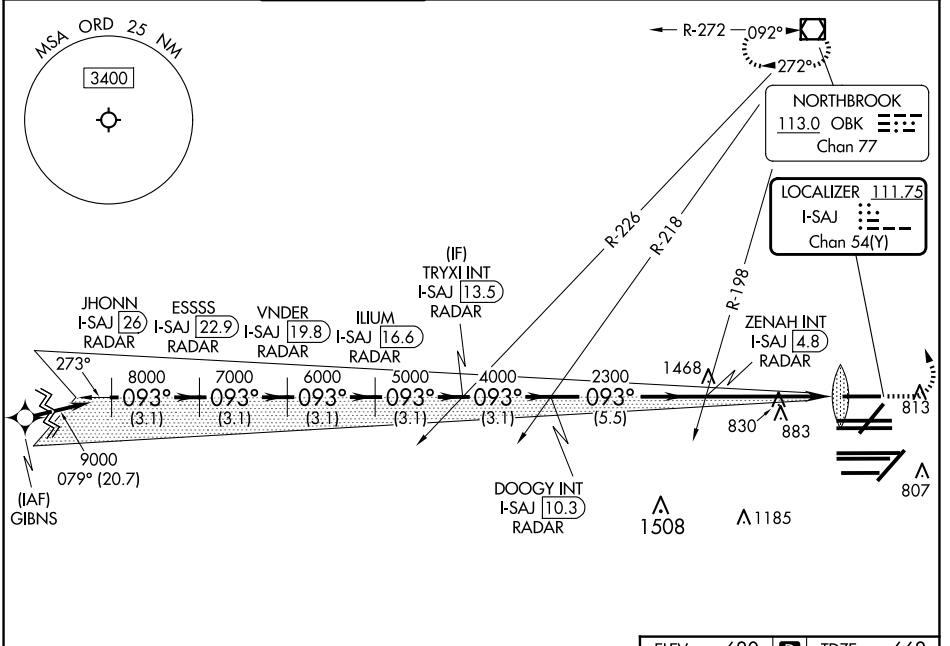 MSA ORD 25 NM
3400
R-272
092°
272°
NORTHBROOK
113.0 OBK
Chan 77
LOCALIZER 111.75
I-SAJ
Chan 54(Y)
R-226
R-218
R-198
(IF)
TRYXI INT
I-SAJ 13.5
RADAR
JHONN
I-SAJ 26
RADAR
ESSSS
I-SAJ 22.9
RADAR
VNDER
I-SAJ 19.8
RADAR
ILIUM
I-SAJ 16.6
RADAR
ZENAH INT
I-SAJ 4.8
RADAR
273°
8000
093°
(3.1)
7000
093°
(3.1)
6000
093°
(3.1)
5000
093°
(3.1)
4000
093°
(3.1)
2300
093°
(5.5)
1468
830
883
813
807
9000
079° (20.7)
(IAF)
GIBNS
DOOGY INT
I-SAJ 10.3
RADAR
1508
1185